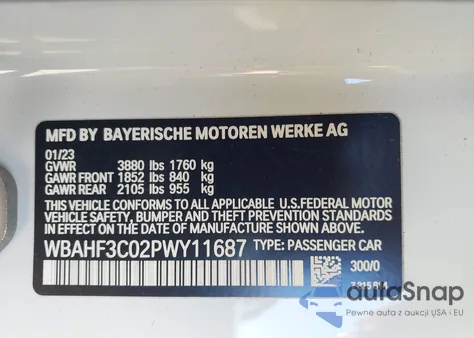 MFD BY BAYERISCHE MOTOREN WERKE AG
01/23
GVWR 3880 lbs 1760 kg
GAWR FRONT 1852 lbs 840 kg
GAWR REAR 2105 lbs 955 kg
THIS VEHICLE CONFORMS TO ALL APPLICABLE U.S.FEDERAL MOTOR
VEHICLE SAFETY, BUMPER AND THEFT PREVENTION STANDARDS
IN EFFECT ON THE DATE OF MANUFACTURE SHOWN ABOVE.
WBAHF3C02PWY11687 TYPE: PASSENGER CAR
300/0
autaSnap
Pewne auta z aukcji USA i EU